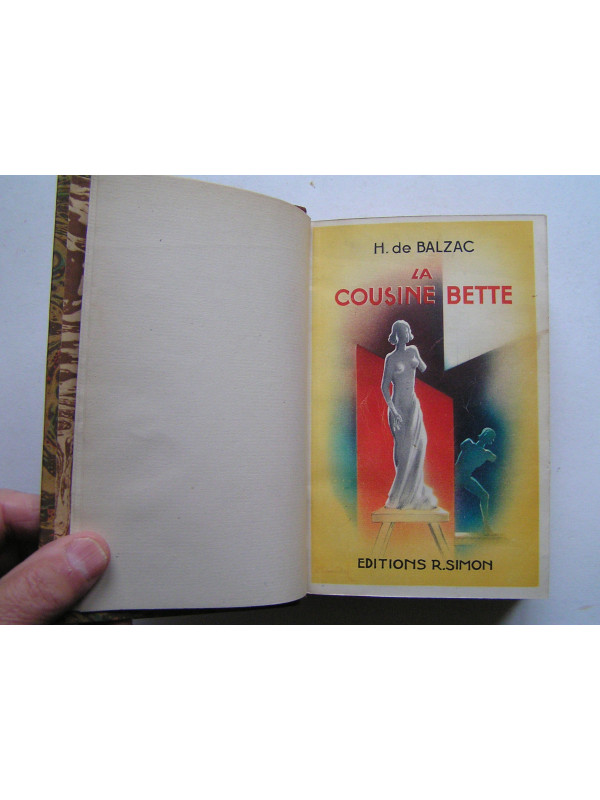 H. de BALZAC
LA
COUSINE BETTE
EDITIONS R. SIMON